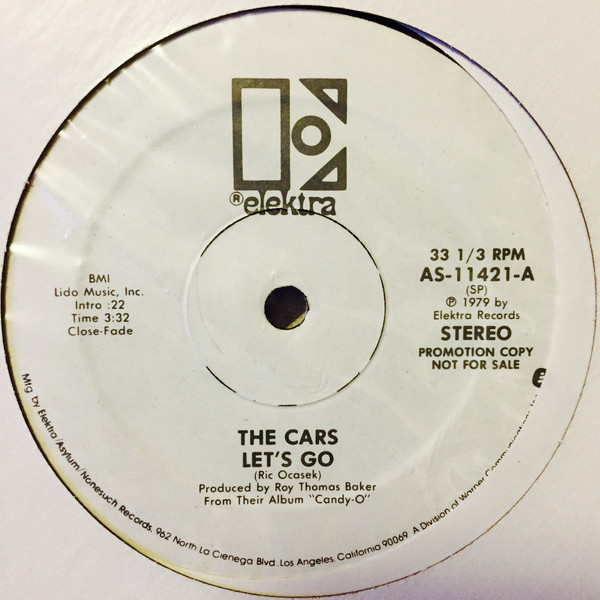 ®elektra
BMI
Lido Music, Inc.
Intro :22
Time 3:32
Close-Fade
33 1/3 RPM
AS-11421-A
(SP)
℗ 1979 by
Elektra Records
STEREO
PROMOTION COPY
NOT FOR SALE
THE CARS
LET'S GO
(Ric Ocasek)
Produced by Roy Thomas Baker
From Their Album "Candy-O"
Mfg by Elektra/Asylum/Nonesuch Records, 962 North La Cienega Blvd. Los Angeles, California 90069 A Division of Warner